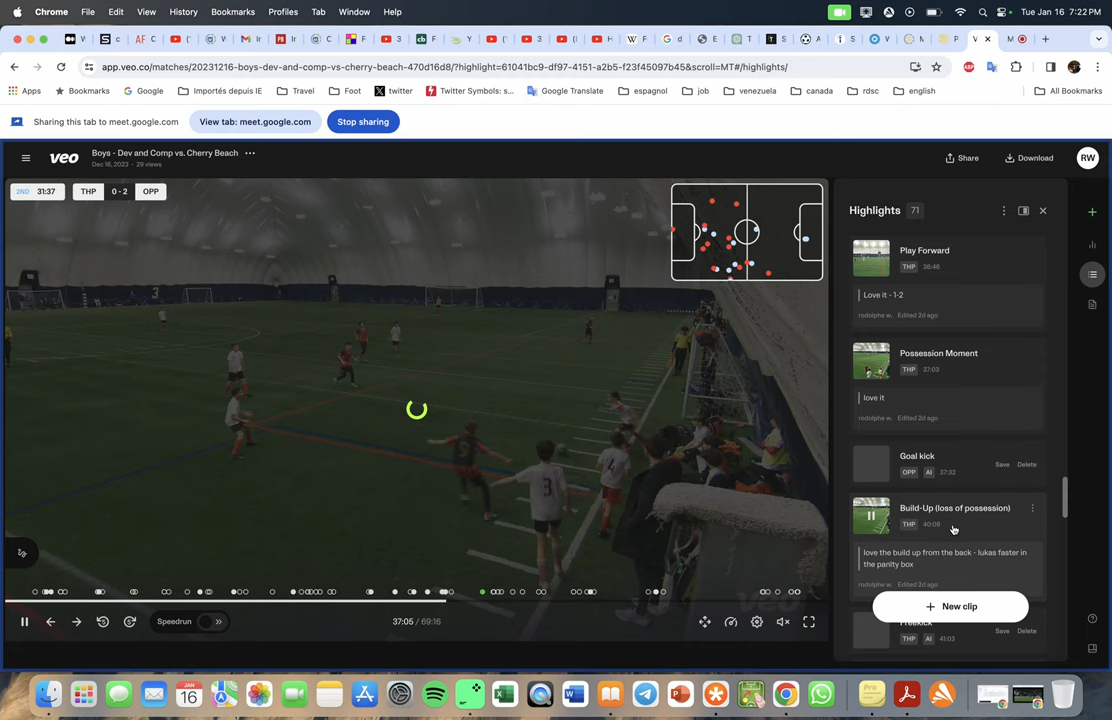 Chrome File Edit View History Bookmarks Profiles Tab Window Help
Tue Jan 16 7:22 PM
app.veo.co/matches/20231216-boys-dev-and-comp-vs-cherry-beach-470d16d8/?highlight=61041bc9-df97-4151-a2b5-f23f45097b45&scroll=MT#/highlights/
Apps Bookmarks Google Importés depuis IE Travel Foot twitter Twitter Symbols: s... Google Translate espagnol job venezuela canada rdsc english All Bookmarks
Sharing this tab to meet.google.com View tab: meet.google.com Stop sharing
veo
Boys - Dev and Comp vs. Cherry Beach
Dec 16, 2023 • 29 views
Share Download RW
2ND 31:37 THP 0 - 2 OPP
Highlights 71
Play Forward
THP 36:46
Love it - 1-2
rodolphe w. Edited 2d ago
Possession Moment
THP 37:03
love it
rodolphe w. Edited 2d ago
Goal kick
OPP AI 37:32
Save Delete
Build-Up (loss of possession)
THP 40:09
love the build up from the back - lukas faster in
the panlty box
rodolphe w. Edited 2d ago
New clip
Freekick
THP AI 41:03
Save Delete
3
4
3
veo
Speedrun
37:05 / 69:16
JAN
16